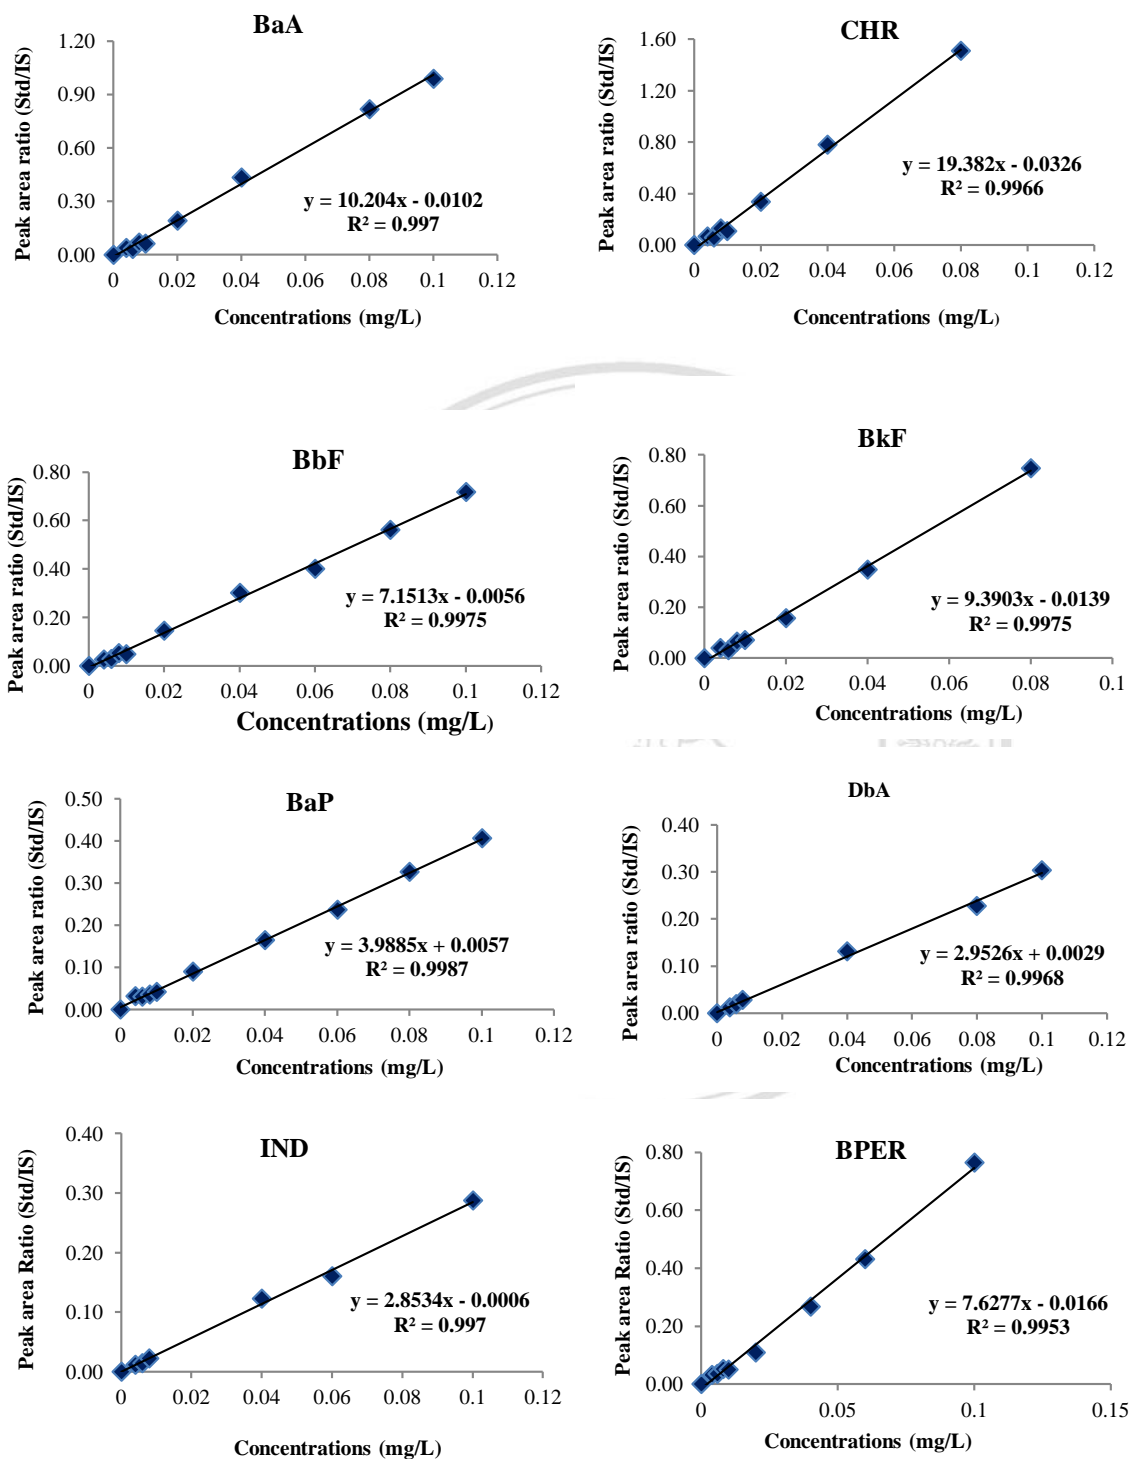 BaA
Peak area ratio (Std/IS)
1.20
0.90
0.60
0.30
0.00
y = 10.204x - 0.0102
R² = 0.997
0 0.02 0.04 0.06 0.08 0.1 0.12
Concentrations (mg/L)
CHR
Peak area ratio (Std/IS)
1.60
1.20
0.80
0.40
0.00
y = 19.382x - 0.0326
R² = 0.9966
0 0.02 0.04 0.06 0.08 0.1 0.12
Concentrations (mg/L)
BbF
Peak area ratio (Std/IS)
0.80
0.60
0.40
0.20
0.00
y = 7.1513x - 0.0056
R² = 0.9975
0 0.02 0.04 0.06 0.08 0.1 0.12
Concentrations (mg/L)
BkF
Peak area ratio (Std/IS)
0.80
0.60
0.40
0.20
0.00
y = 9.3903x - 0.0139
R² = 0.9975
0 0.02 0.04 0.06 0.08 0.1
Concentrations (mg/L)
BaP
Peak area ratio (Std/IS)
0.50
0.40
0.30
0.20
0.10
0.00
y = 3.9885x + 0.0057
R² = 0.9987
0 0.02 0.04 0.06 0.08 0.1 0.12
Concentrations (mg/L)
DbA
Peak area ratio (Std/IS)
0.40
0.30
0.20
0.10
0.00
y = 2.9526x + 0.0029
R² = 0.9968
0 0.02 0.04 0.06 0.08 0.1 0.12
Concentrations (mg/L)
IND
Peak area Ratio (Std/IS)
0.40
0.30
0.20
0.10
0.00
y = 2.8534x - 0.0006
R² = 0.997
0 0.02 0.04 0.06 0.08 0.1 0.12
Concentrations (mg/L)
BPER
Peak area Ratio (Std/IS)
0.80
0.60
0.40
0.20
0.00
y = 7.6277x - 0.0166
R² = 0.9953
0 0.05 0.1 0.15
Concentrations (mg/L)